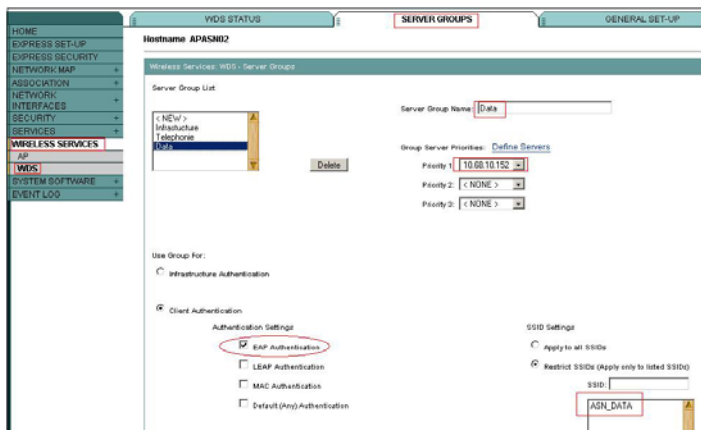 WDS STATUS
SERVER GROUPS
GENERAL SET-UP
HOME
EXPRESS SET-UP
EXPRESS SECURITY
NETWORK MAP +
ASSOCIATION +
NETWORK
INTERFACES +
SECURITY +
SERVICES +
WIRELESS SERVICES
AP
WDS
SYSTEM SOFTWARE +
EVENT LOG +
Hostname APASN02
Wireless Services: WDS - Server Groups
Server Group List
< NEW >
Infrastucture
Telephonie
Data
Delete
Server Group Name: Data
Group Server Priorities: Define Servers
Priority 1: 10.60.10.152
Priority 2: < NONE >
Priority 3: < NONE >
Use Group For:
Infrastructure Authentication
Client Authentication
Authentication Settings
EAP Authentication
LEAP Authentication
MAC Authentication
Default (Any) Authentication
SSID Settings
Apply to all SSIDs
Restrict SSIDs (Apply only to listed SSIDs)
SSID:
ASN_DATA